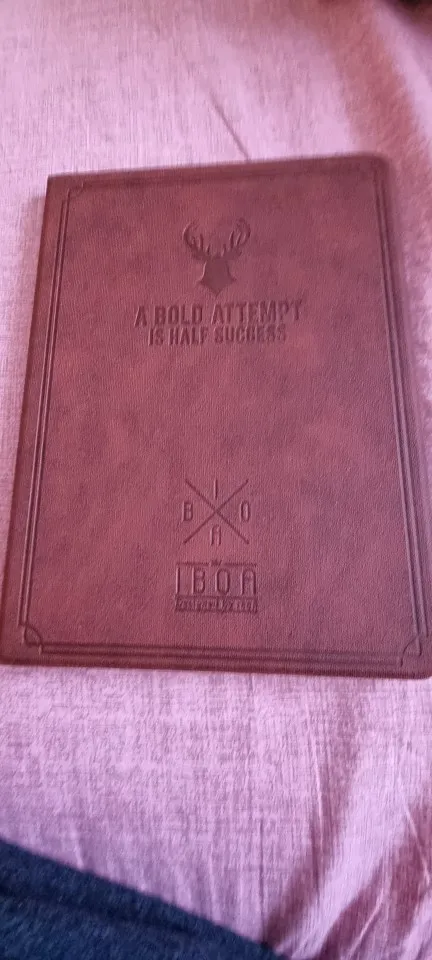 A BOLD ATTEMPT
IS HALF SUCCESS
I
B O
A
IBOA